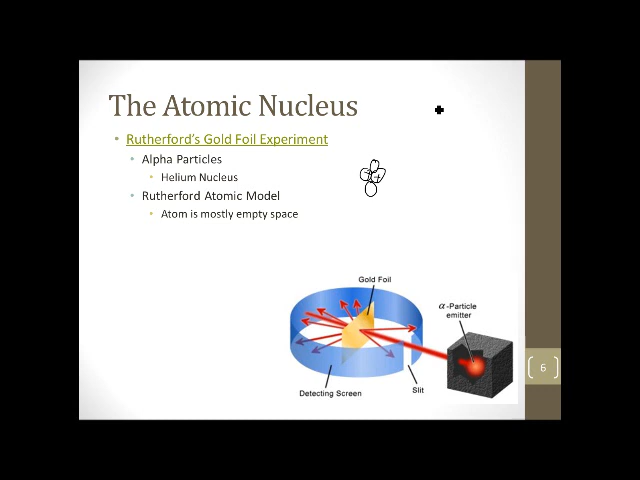 The Atomic Nucleus
Rutherford's Gold Foil Experiment
Alpha Particles
Helium Nucleus
Rutherford Atomic Model
Atom is mostly empty space
+ +
Gold Foil
α-Particle
emitter
Detecting Screen
Slit
6